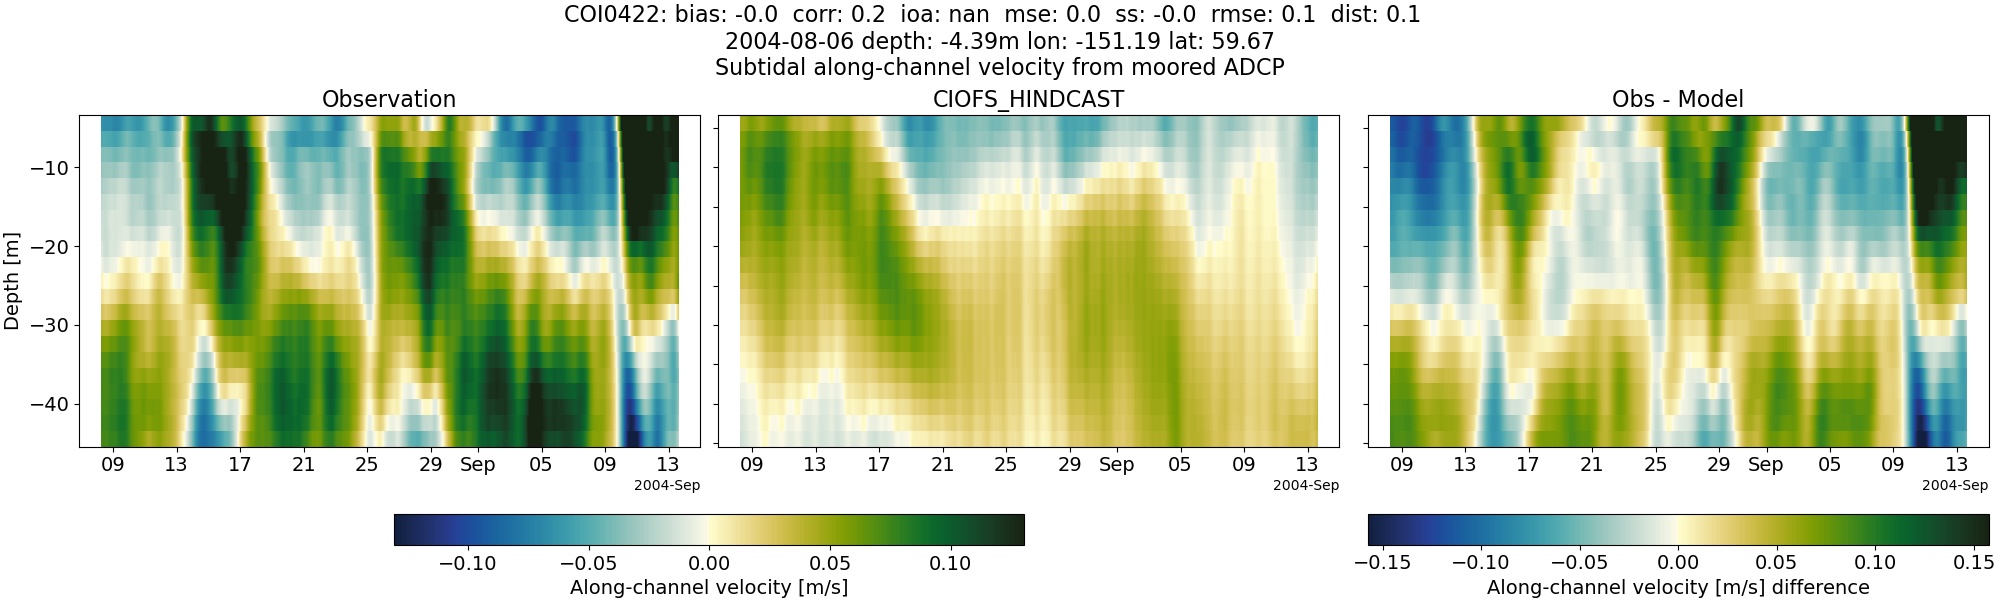 COI0422: bias: -0.0  corr: 0.2  ioa: nan  mse: 0.0  ss: -0.0  rmse: 0.1  dist: 0.1
2004-08-06 depth: -4.39m lon: -151.19 lat: 59.67
Subtidal along-channel velocity from moored ADCP
Observation
CIOFS_HINDCAST
Obs - Model
Depth [m]
−10
−20
−30
−40
09 13 17 21 25 29 Sep 05 09 13
2004-Sep
09 13 17 21 25 29 Sep 05 09 13
2004-Sep
09 13 17 21 25 29 Sep 05 09 13
2004-Sep
−0.10 −0.05 0.00 0.05 0.10
Along-channel velocity [m/s]
−0.15 −0.10 −0.05 0.00 0.05 0.10 0.15
Along-channel velocity [m/s] difference